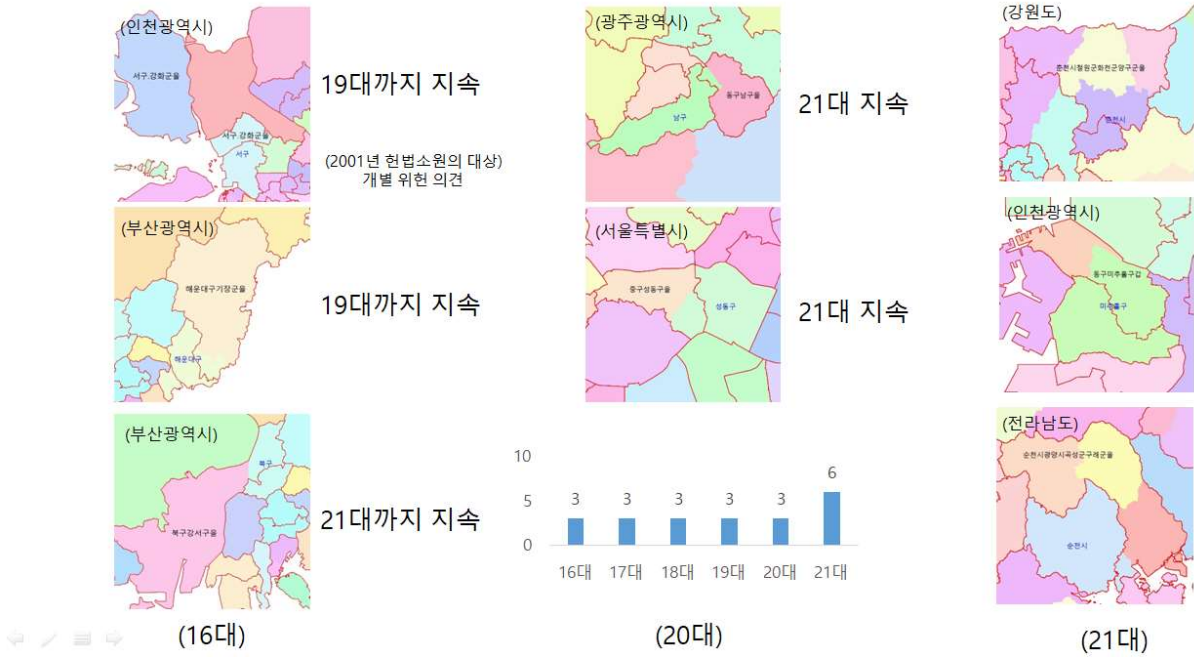 (인천광역시)
서구.강화군을
서구.강화군을
서구
19대까지 지속
(2001년 헌법소원의 대상)
개별 위헌 의견
(부산광역시)
해운대구기장군을
해운대구
19대까지 지속
(부산광역시)
북구
북구강서구을
21대까지 지속
(16대)
(광주광역시)
동구남구을
남구
21대 지속
(서울특별시)
중구성동구을
성동구
21대 지속
10
5
0
3
3
3
3
3
6
16대
17대
18대
19대
20대
21대
(20대)
(강원도)
춘천시철원군화천군양구군을
춘천시
(인천광역시)
동구미추홀구갑
미추홀구
(전라남도)
순천시광양시곡성군구례군을
순천시
(21대)